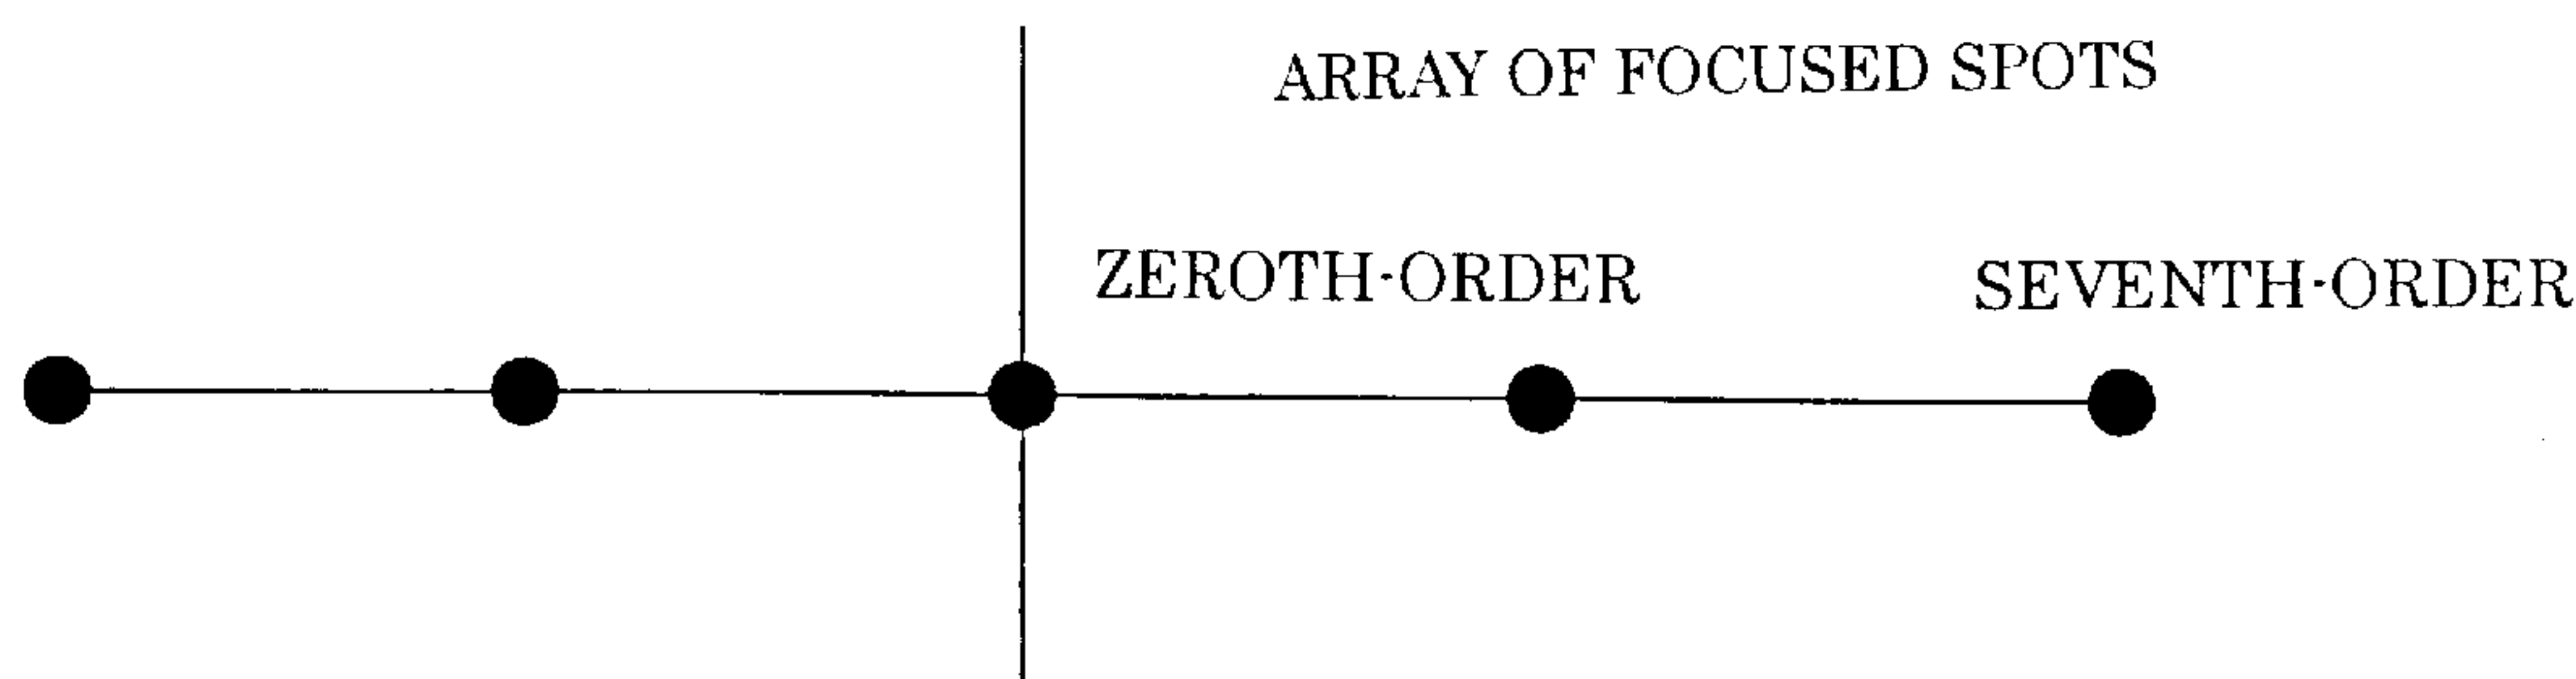 ARRAY OF FOCUSED SPOTS
ZEROTH-ORDER
SEVENTH-ORDER